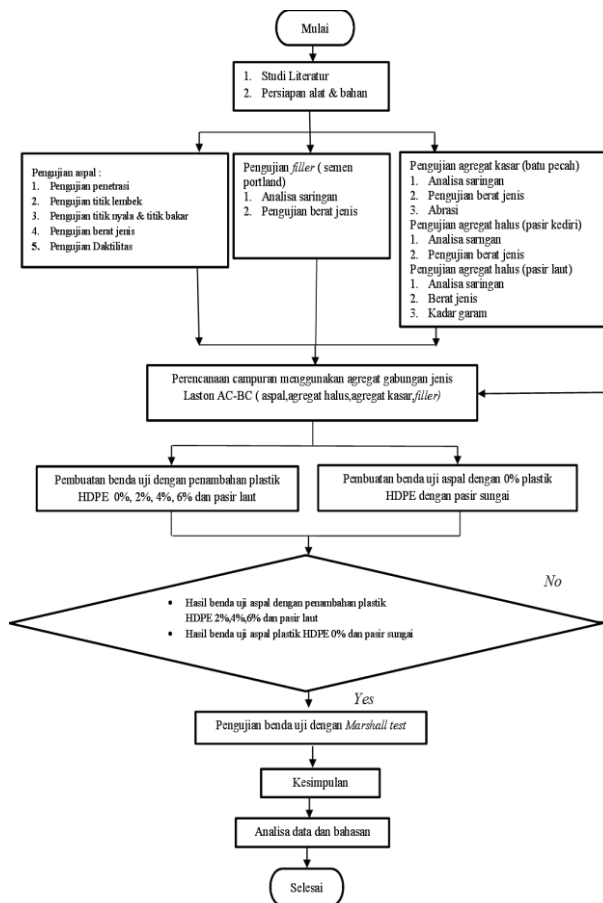 Mulai
1. Studi Literatur
2. Persiapan alat & bahan
Pengujian aspal :
1. Pengujian penetrasi
2. Pengujian titik lembek
3. Pengujian titik nyala & titik bakar
4. Pengujian berat jenis
5. Pengujian Daktilitas
Pengujian filler ( semen
portland)
1. Analisa saringan
2. Pengujian berat jenis
Pengujian agregat kasar (batu pecah)
1. Analisa saringan
2. Pengujian berat jenis
3. Abrasi
Pengujian agregat halus (pasir kediri)
1. Analisa sarngan
2. Pengujian berat jenis
Pengujian agregat halus (pasir laut)
1. Analisa saringan
2. Berat jenis
3. Kadar garam
Perencanaan campuran menggunakan agregat gabungan jenis
Laston AC-BC ( aspal,agregat halus,agregat kasar,filler)
Pembuatan benda uji dengan penambahan plastik
HDPE 0%, 2%, 4%, 6% dan pasir laut
Pembuatan benda uji aspal dengan 0% plastik
HDPE dengan pasir sungai
No
• Hasil benda uji aspal dengan penambahan plastik
HDPE 2%,4%,6% dan pasir laut
• Hasil benda uji aspal plastik HDPE 0% dan pasir sungai
Yes
Pengujian benda uji dengan Marshall test
Kesimpulan
Analisa data dan bahasan
Selesai